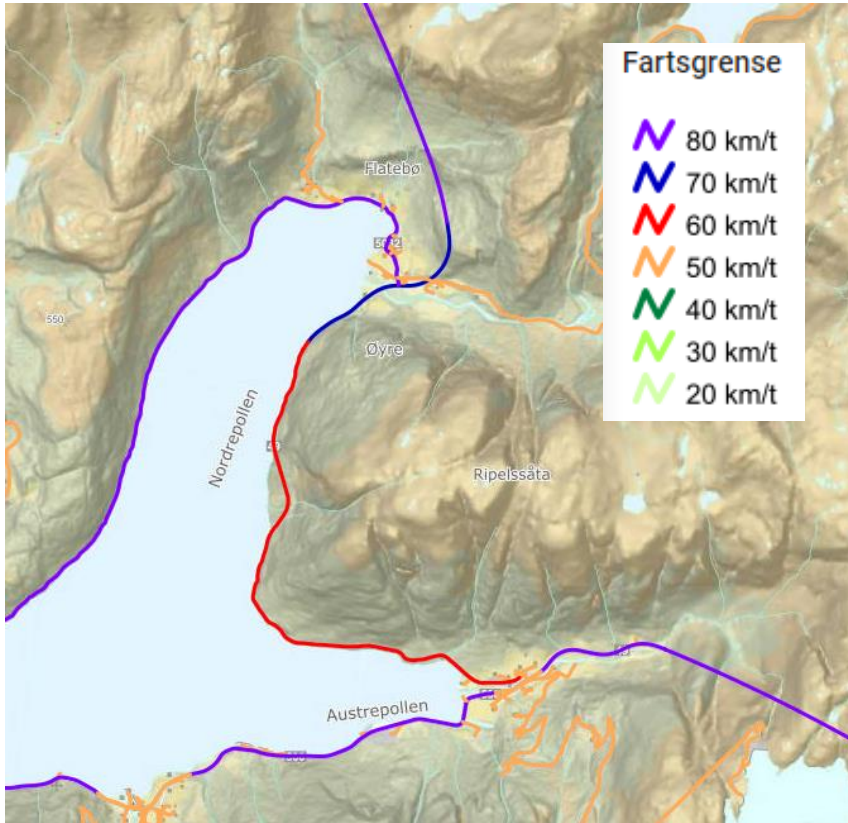 Fartsgrense
80 km/t
70 km/t
60 km/t
50 km/t
40 km/t
30 km/t
20 km/t
Flatebø
550
Øyre
Nordrepollen
Ripelssåta
Austrepollen